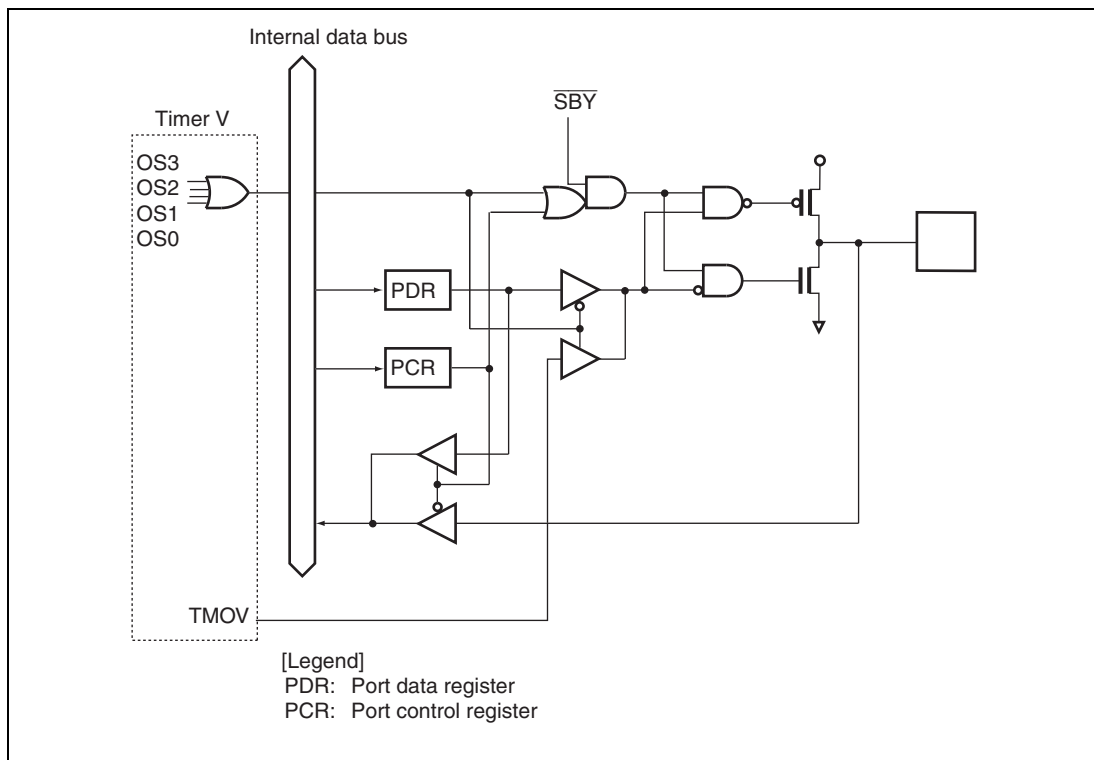 Internal data bus
SBY
Timer V
OS3
OS2
OS1
OS0
PDR
PCR
TMOV
[Legend]
PDR: Port data register
PCR: Port control register